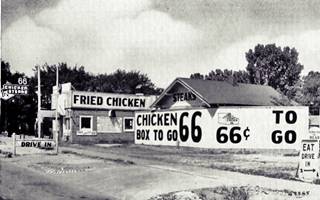 66
CHICKEN
FRIED CHICKEN
STEAKS
CHICKEN
BOX TO GO
66
66¢
TO
GO
DRIVE IN
EAT
DRIVE
IN